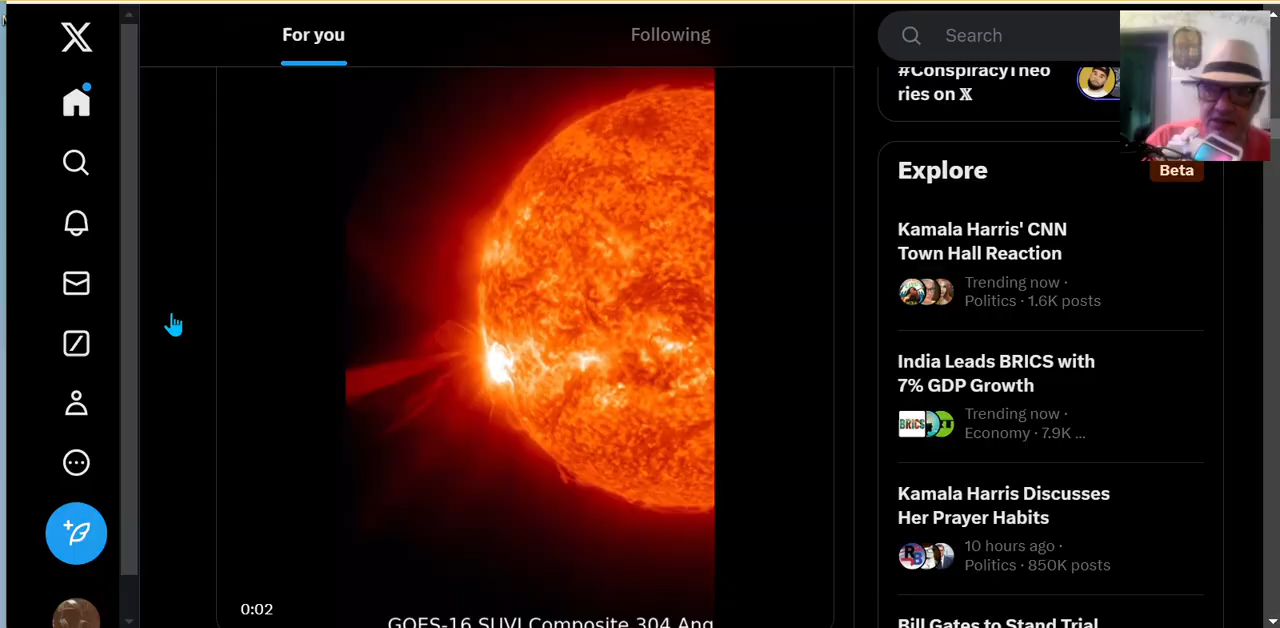 For you
Following
0:02
GOES-16 SUVI Composite 304 Ang
Search
#ConspiracyTheo
ries on 𝕏
Explore
Beta
Kamala Harris' CNN
Town Hall Reaction
Trending now ·
Politics · 1.6K posts
India Leads BRICS with
7% GDP Growth
BRICS
Trending now ·
Economy · 7.9K ...
Kamala Harris Discusses
Her Prayer Habits
10 hours ago ·
Politics · 850K posts
Bill Gates to Stand Trial